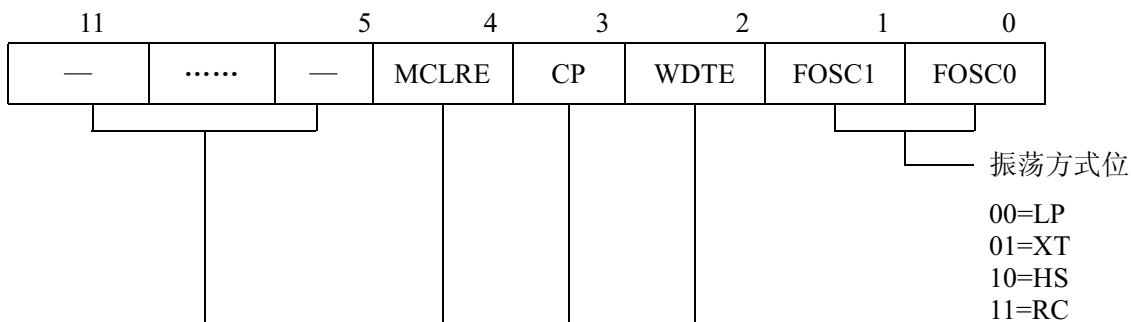 11 5 4 3 2 1 0
— …… — MCLRE CP WDTE FOSC1 FOSC0
振荡方式位
00=LP
01=XT
10=HS
11=RC